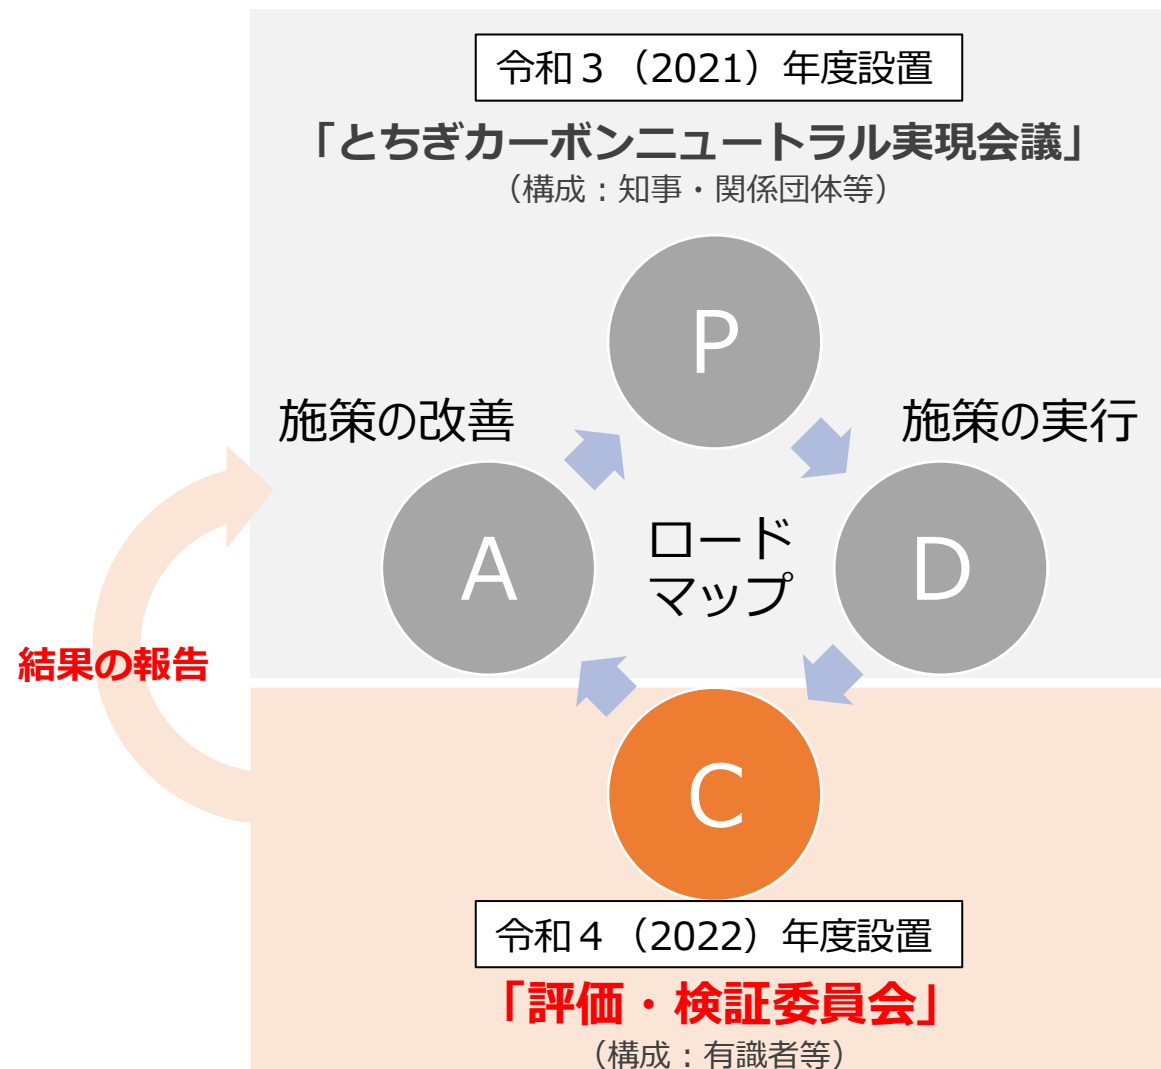 令和３（2021）年度設置
「とちぎカーボンニュートラル実現会議」
（構成：知事・関係団体等）
P
施策の改善
施策の実行
A
ロード
マップ
D
結果の報告
C
令和４（2022）年度設置
「評価・検証委員会」
（構成：有識者等）